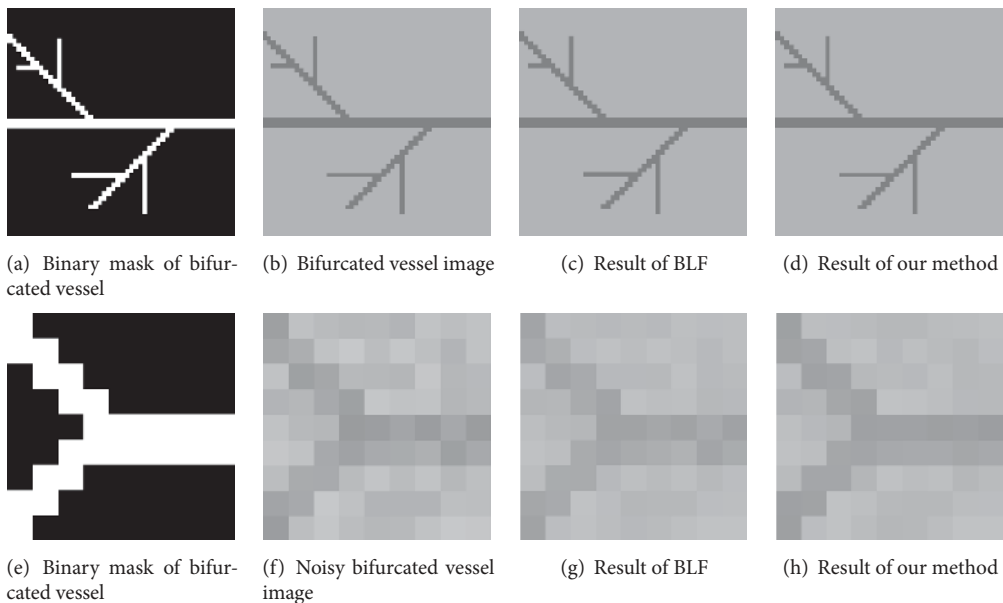 (a) Binary mask of bifur-
cated vessel
(b) Bifurcated vessel image
(c) Result of BLF
(d) Result of our method
(e) Binary mask of bifur-
cated vessel
(f) Noisy bifurcated vessel
image
(g) Result of BLF
(h) Result of our method